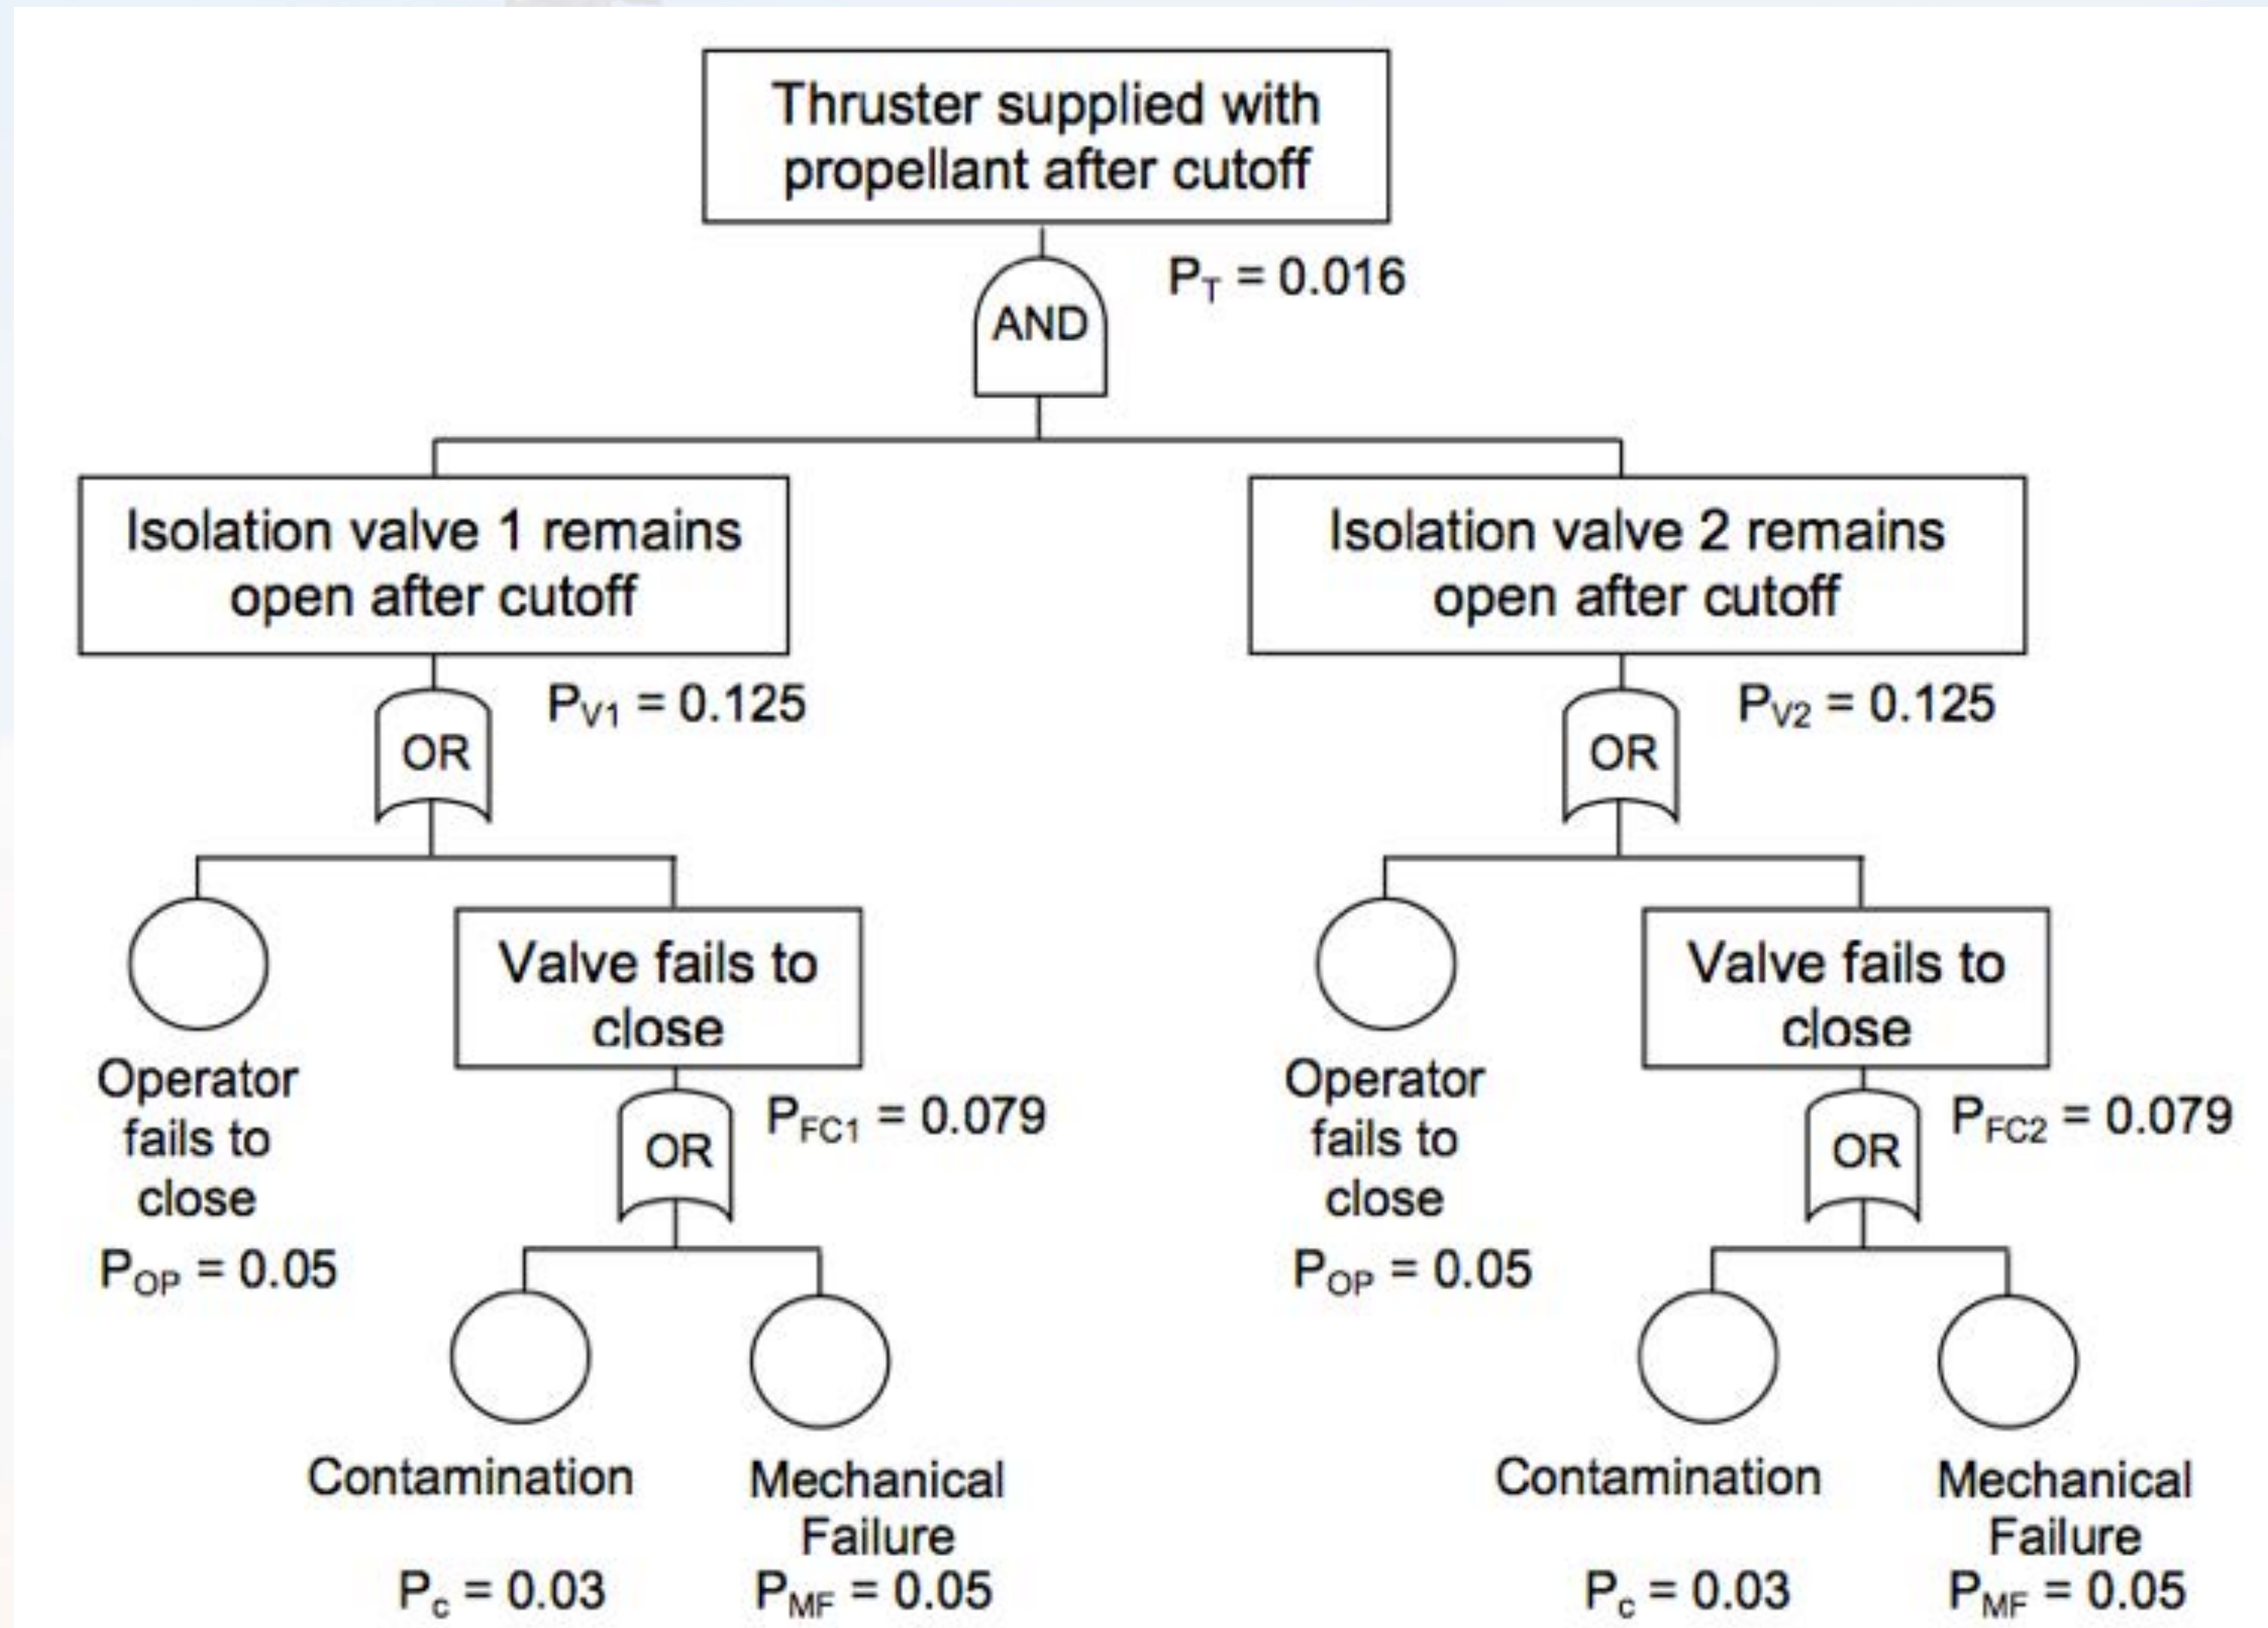 Thruster supplied with
propellant after cutoff
P_T = 0.016
AND
Isolation valve 1 remains
open after cutoff
Isolation valve 2 remains
open after cutoff
P_V1 = 0.125
P_V2 = 0.125
OR
OR
Valve fails to
close
Valve fails to
close
Operator
fails to
close
P_OP = 0.05
P_FC1 = 0.079
OR
Operator
fails to
close
P_OP = 0.05
P_FC2 = 0.079
OR
Contamination
P_c = 0.03
Mechanical
Failure
P_MF = 0.05
Contamination
P_c = 0.03
Mechanical
Failure
P_MF = 0.05